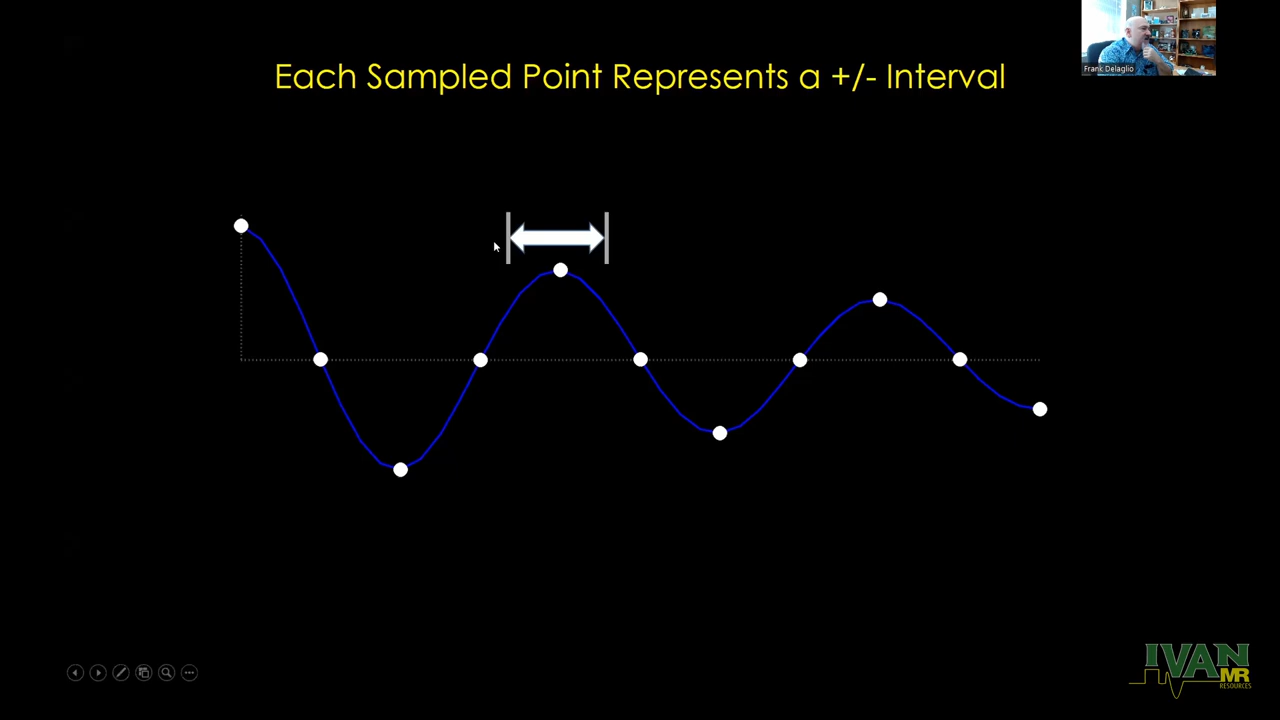 Frank Delaglio
Each Sampled Point Represents a +/- Interval
IVAN
MR
RESOURCES